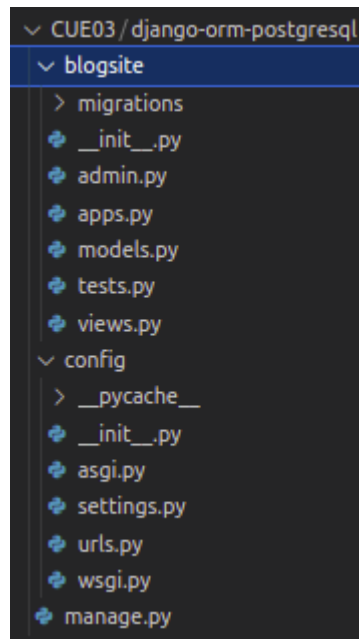 CUE03/django-orm-postgresql
blogsite
migrations
__init__.py
admin.py
apps.py
models.py
tests.py
views.py
config
__pycache__
__init__.py
asgi.py
settings.py
urls.py
wsgi.py
manage.py